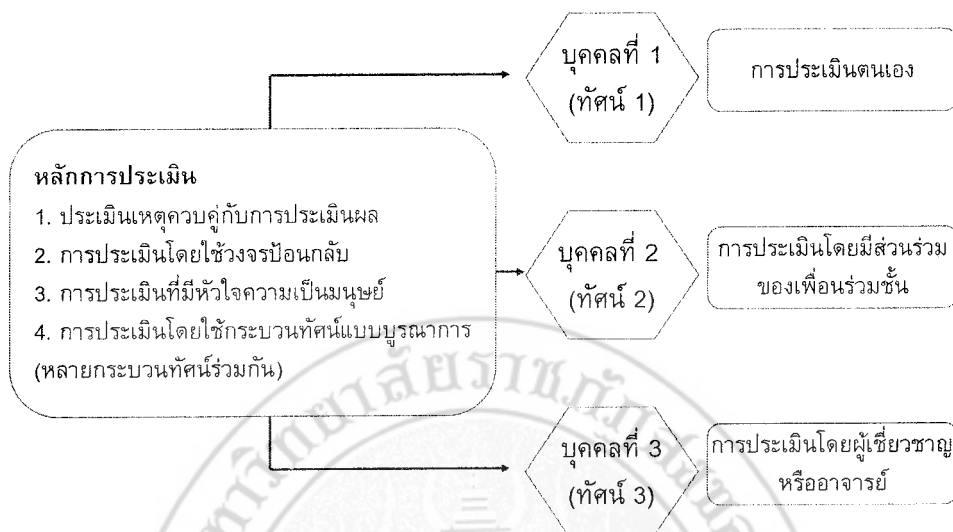 บุคคลที่ 1
(ทัศน์ 1)
การประเมินตนเอง
หลักการประเมิน
1. ประเมินเหตุควบคู่กับการประเมินผล
2. การประเมินโดยใช้วงจรป้อนกลับ
3. การประเมินที่มีหัวใจความเป็นมนุษย์
4. การประเมินโดยใช้กระบวนทัศน์แบบบูรณาการ
(หลายกระบวนทัศน์ร่วมกัน)
บุคคลที่ 2
(ทัศน์ 2)
การประเมินโดยมีส่วนร่วม
ของเพื่อนร่วมชั้น
บุคคลที่ 3
(ทัศน์ 3)
การประเมินโดยผู้เชี่ยวชาญ
หรืออาจารย์